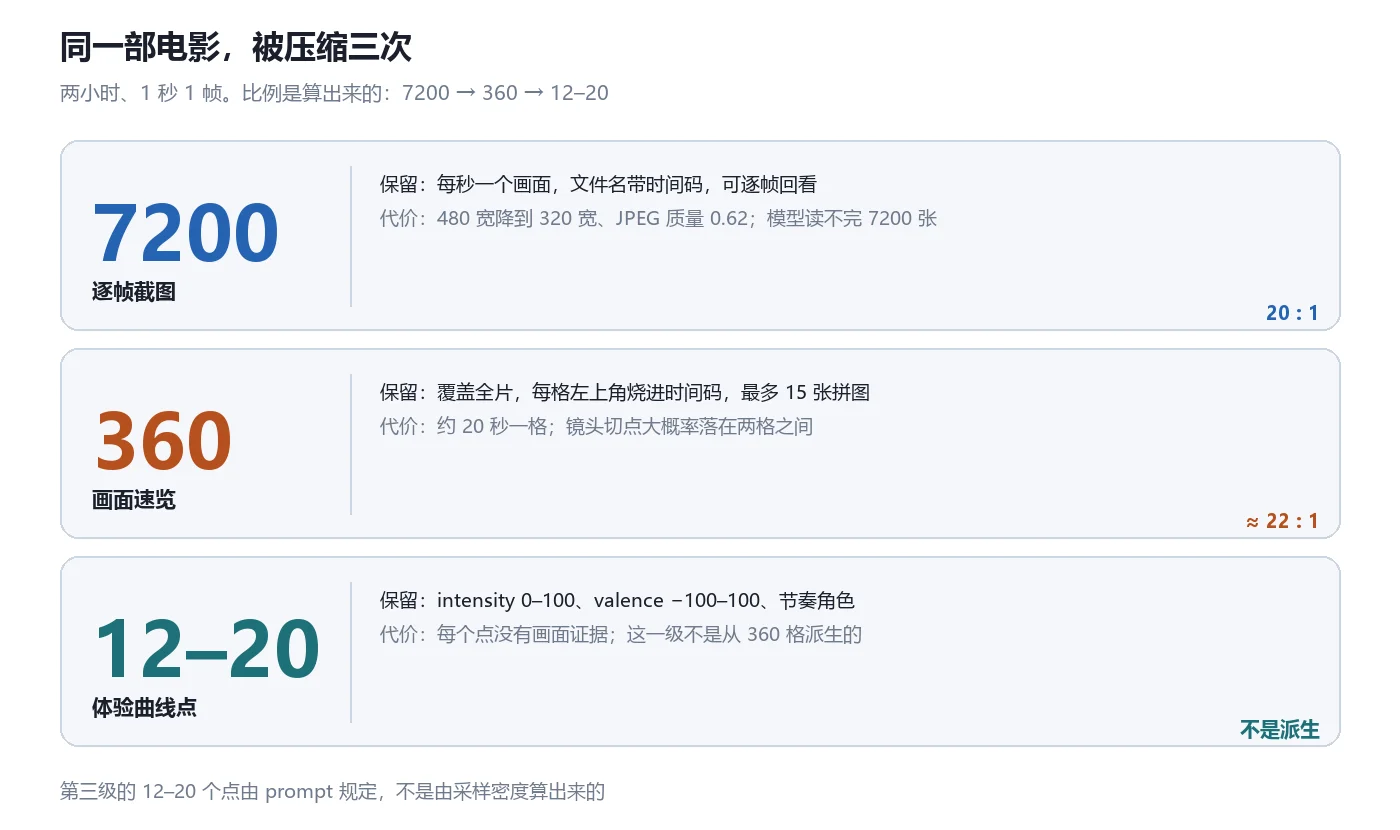 同一部电影，被压缩三次
两小时、1 秒 1 帧。比例是算出来的：7200 → 360 → 12–20
7200
逐帧截图
保留：每秒一个画面，文件名带时间码，可逐帧回看
代价：480 宽降到 320 宽、JPEG 质量 0.62；模型读不完 7200 张
20 : 1
360
画面速览
保留：覆盖全片，每格左上角烧进时间码，最多 15 张拼图
代价：约 20 秒一格；镜头切点大概率落在两格之间
≈ 22 : 1
12–20
体验曲线点
保留：intensity 0–100、valence −100–100、节奏角色
代价：每个点没有画面证据；这一级不是从 360 格派生的
不是派生
第三级的 12–20 个点由 prompt 规定，不是由采样密度算出来的